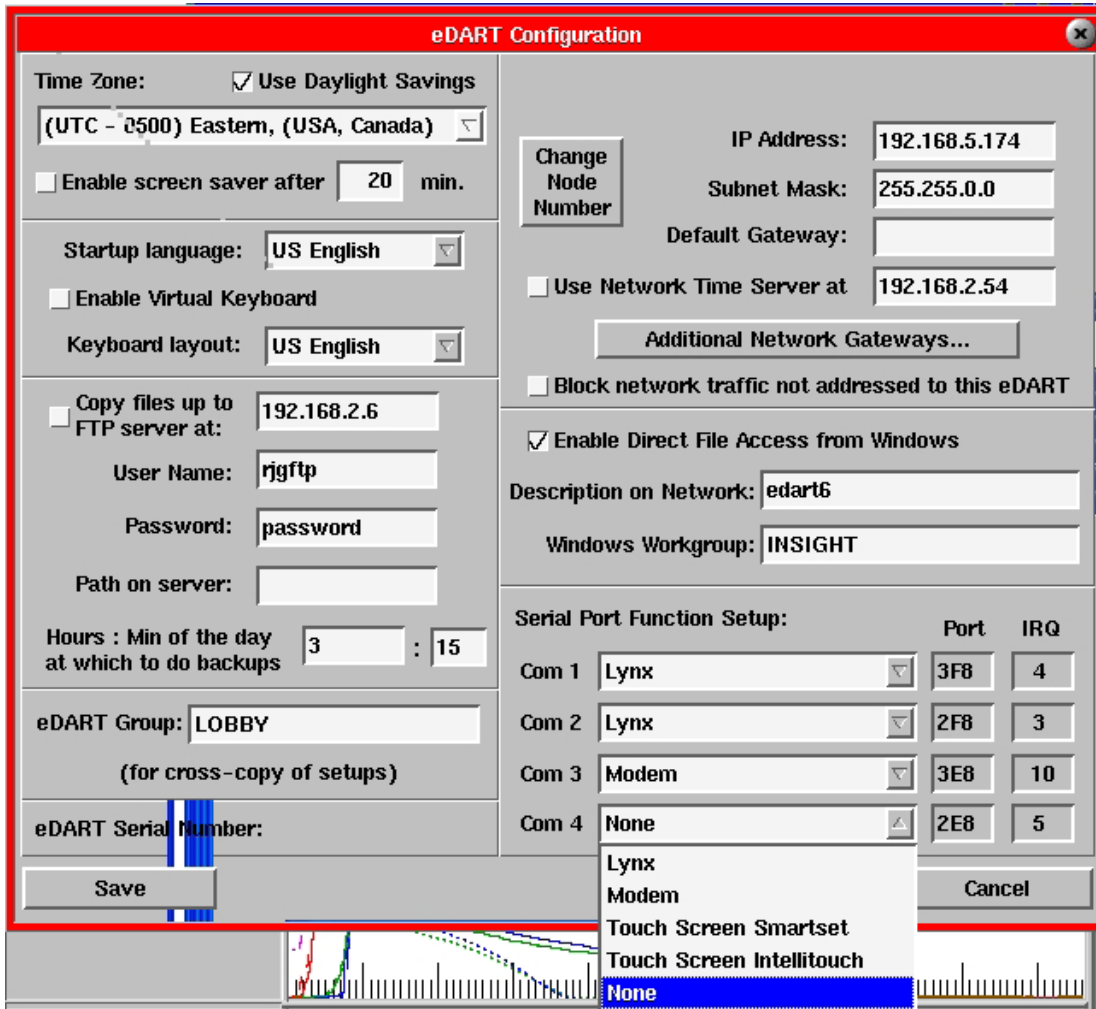 eDART Configuration
Time Zone:
Use Daylight Savings
(UTC - 0500) Eastern, (USA, Canada)
Enable screen saver after 20 min.
Startup language: US English
Enable Virtual Keyboard
Keyboard layout: US English
Copy files up to
FTP server at:
192.168.2.6
User Name: rjgftp
Password: password
Path on server:
Hours : Min of the day
at which to do backups
3 : 15
eDART Group: LOBBY
(for cross-copy of setups)
eDART Serial Number:
Save
Change
Node
Number
IP Address: 192.168.5.174
Subnet Mask: 255.255.0.0
Default Gateway:
Use Network Time Server at 192.168.2.54
Additional Network Gateways...
Block network traffic not addressed to this eDART
Enable Direct File Access from Windows
Description on Network: edart6
Windows Workgroup: INSIGHT
Serial Port Function Setup:
Port IRQ
Com 1 Lynx 3F8 4
Com 2 Lynx 2F8 3
Com 3 Modem 3E8 10
Com 4 None 2E8 5
Lynx
Modem
Touch Screen Smartset
Touch Screen Intellitouch
None
Cancel